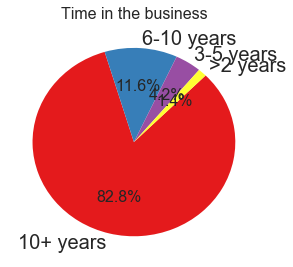 Time in the business
6-10 years
3-5 years
>2 years
11.6%
4.2%
1.4%
82.8%
10+ years